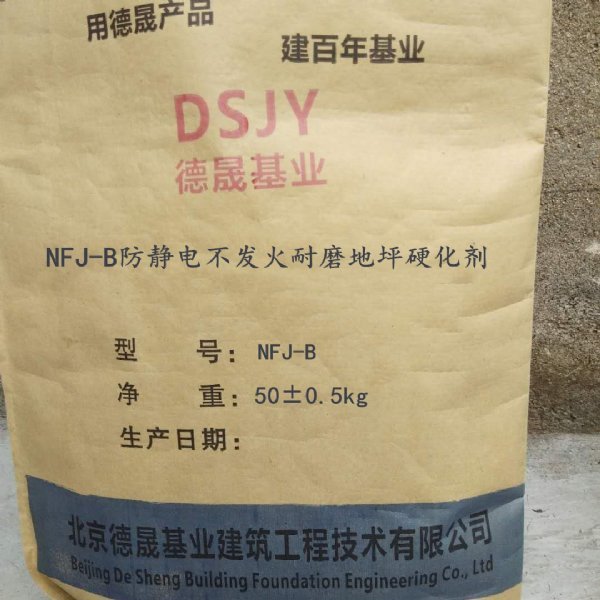 用德晟产品
建百年基业
DSJY
德晟基业
NFJ-B防静电不发火耐磨地坪硬化剂
型 号：NFJ-B
净 重：50±0.5kg
生产日期：
北京德晟基业建筑工程技术有限公司
Beijing De Sheng Building Foundation Engineering Co., Ltd